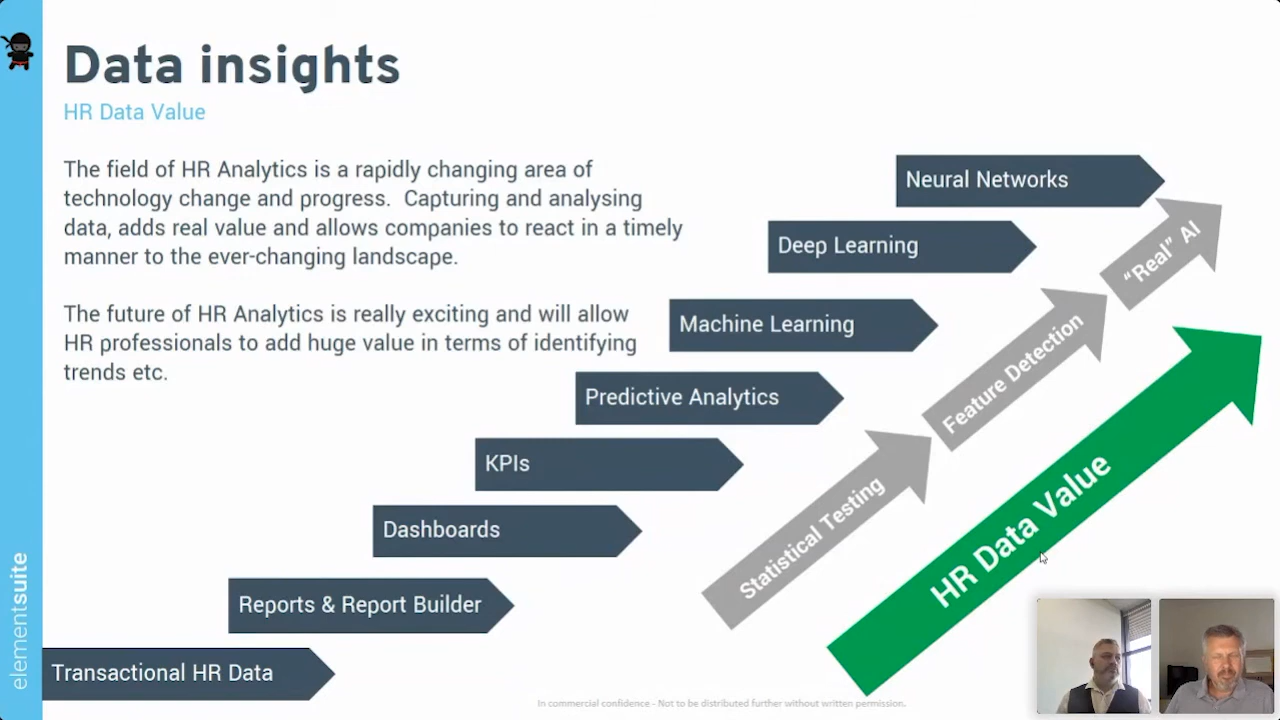 Data insights
HR Data Value
The field of HR Analytics is a rapidly changing area of
technology change and progress.  Capturing and analysing
data, adds real value and allows companies to react in a timely
manner to the ever-changing landscape.
The future of HR Analytics is really exciting and will allow
HR professionals to add huge value in terms of identifying
trends etc.
Neural Networks
Deep Learning
Machine Learning
Predictive Analytics
KPIs
Dashboards
Reports & Report Builder
Transactional HR Data
"Real" AI
Feature Detection
Statistical Testing
HR Data Value
elementsuite
In commercial confidence - Not to be distributed further without written permission.